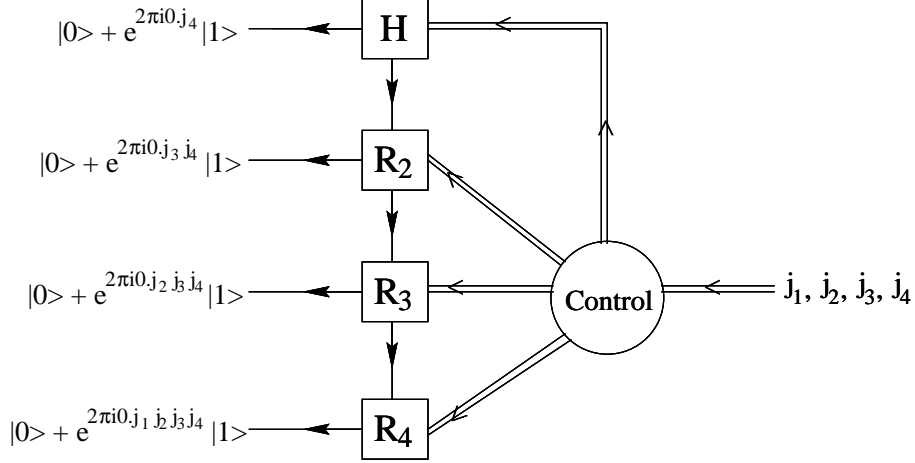 |0> + e^{2πi0.j_4} |1>
H
|0> + e^{2πi0.j_3 j_4} |1>
R_2
|0> + e^{2πi0.j_2 j_3 j_4} |1>
R_3
Control
j_1, j_2, j_3, j_4
|0> + e^{2πi0.j_1 j_2 j_3 j_4} |1>
R_4